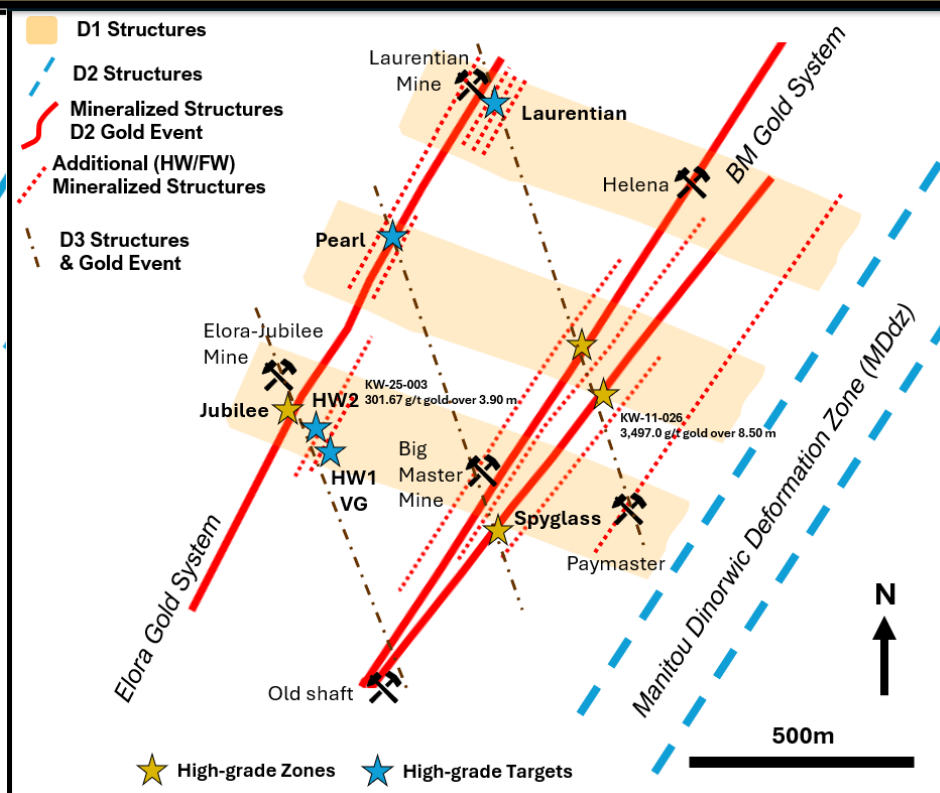 D1 Structures
D2 Structures
Mineralized Structures
D2 Gold Event
Additional (HW/FW)
Mineralized Structures
D3 Structures
& Gold Event
Laurentian
Mine
Laurentian
BM Gold System
Helena
Pearl
Elora-Jubilee
Mine
Jubilee
HW2
KW-25-003
301.67 g/t gold over 3.90 m
HW1
VG
KW-11-026
3,497.0 g/t gold over 8.50 m
Big
Master
Mine
Spyglass
Paymaster
Elora Gold System
Manitou Dinorwic Deformation Zone (MDdz)
Old shaft
N
500m
High-grade Zones
High-grade Targets